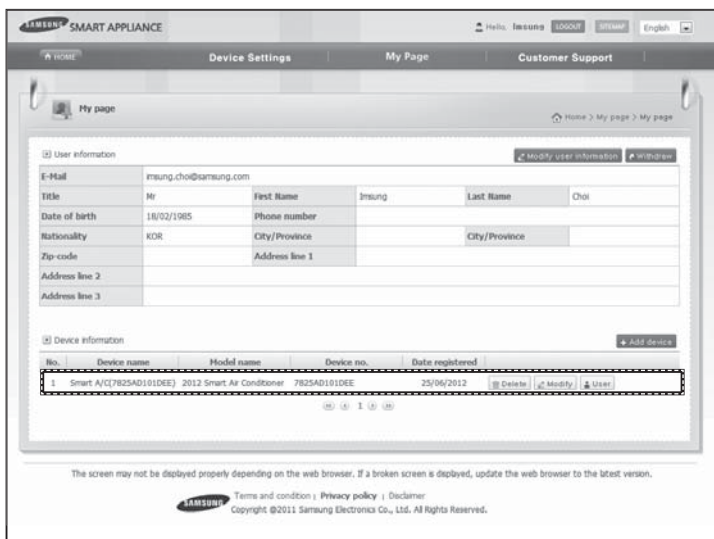 SAMSUNG SMART APPLIANCE Hello, Imsung LOGOUT SITEMAP English
HOME Device Settings My Page Customer Support
My page Home > My page > My page
User information Modify user information Withdraw
E-Mail imsung.choi@samsung.com
Title Mr First Name Imsung Last Name Choi
Date of birth 18/02/1985 Phone number
Nationality KOR City/Province City/Province
Zip-code Address line 1
Address line 2
Address line 3
Device information + Add device
No. Device name Model name Device no. Date registered
1 Smart A/C(7825AD101DEE) 2012 Smart Air Conditioner 7825AD101DEE 25/06/2012 Delete Modify User
1
The screen may not be displayed properly depending on the web browser. If a broken screen is displayed, update the web browser to the latest version.
SAMSUNG Terms and condition | Privacy policy | Disclaimer
Copyright @2011 Samsung Electronics Co., Ltd. All Rights Reserved.